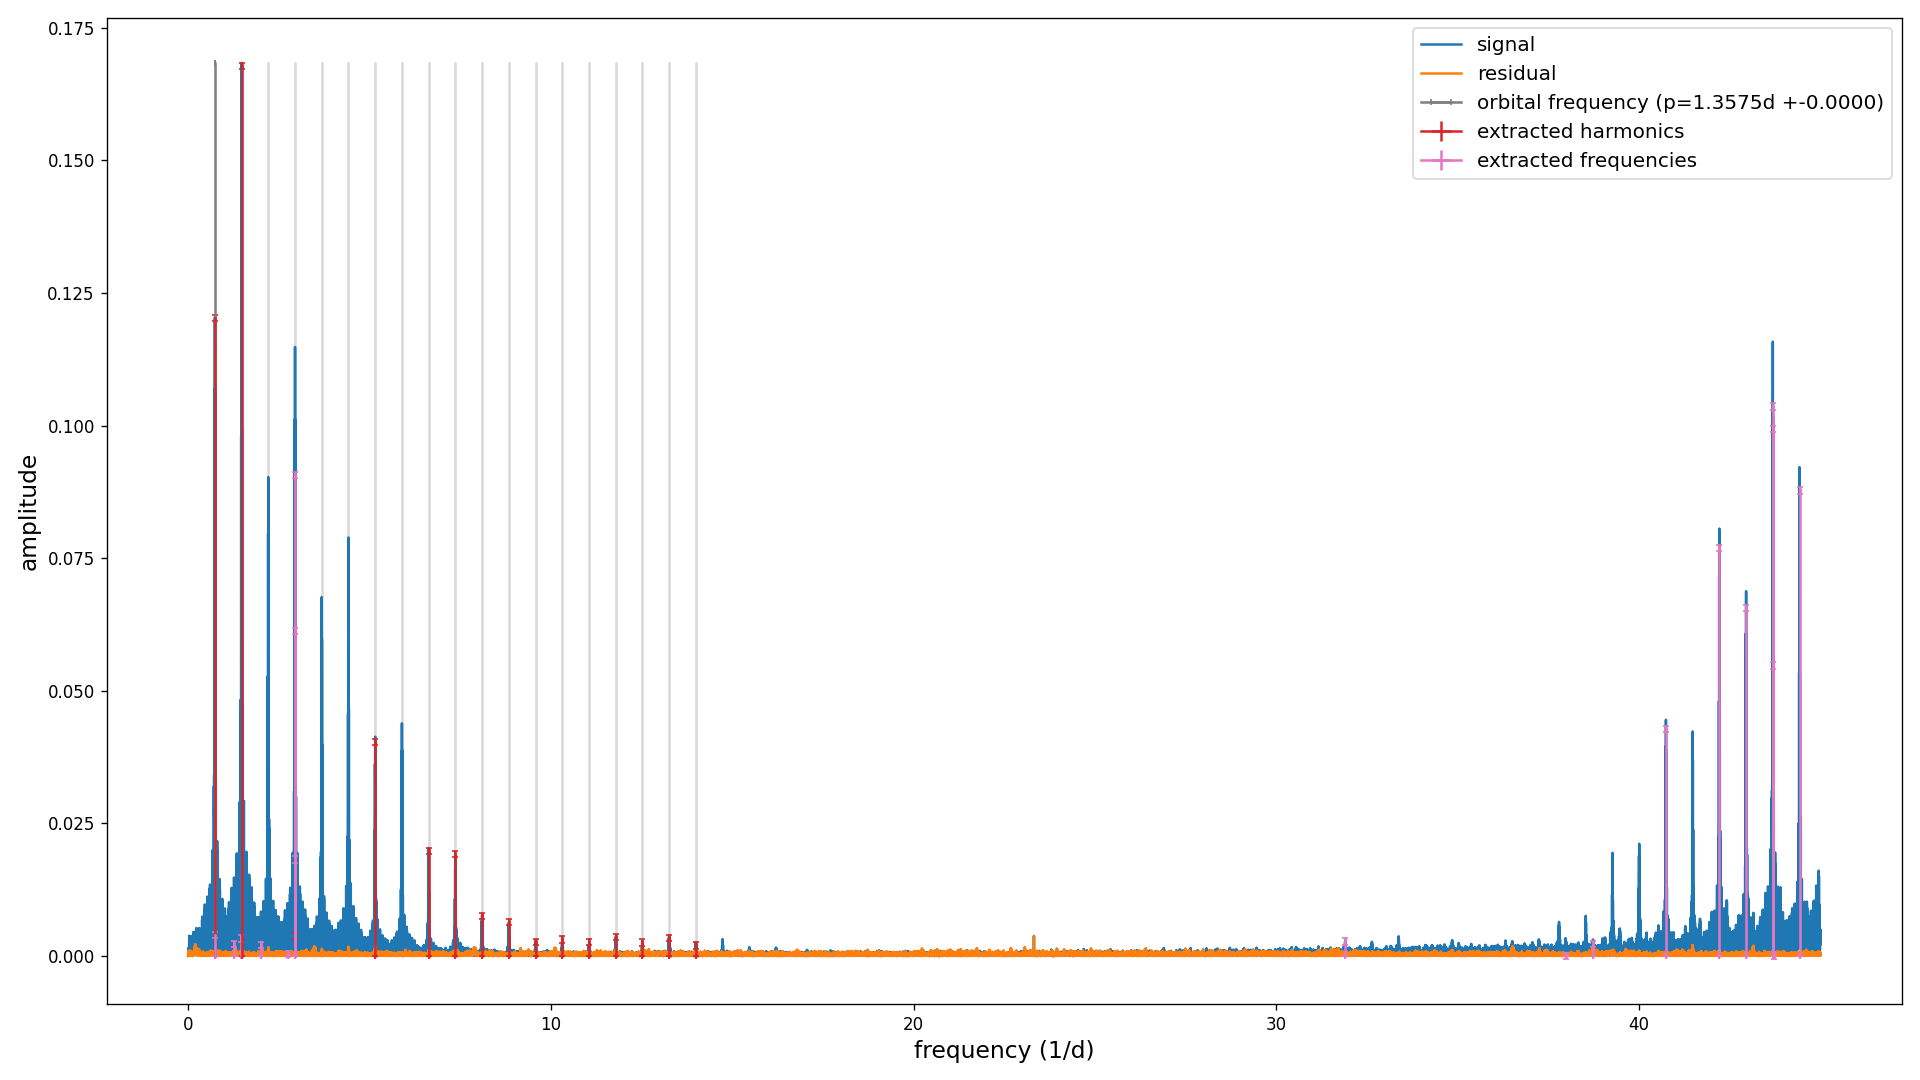 0.175
0.150
0.125
0.100
0.075
0.050
0.025
0.000
amplitude
0
10
20
30
40
frequency (1/d)
signal
residual
orbital frequency (p=1.3575d +-0.0000)
extracted harmonics
extracted frequencies